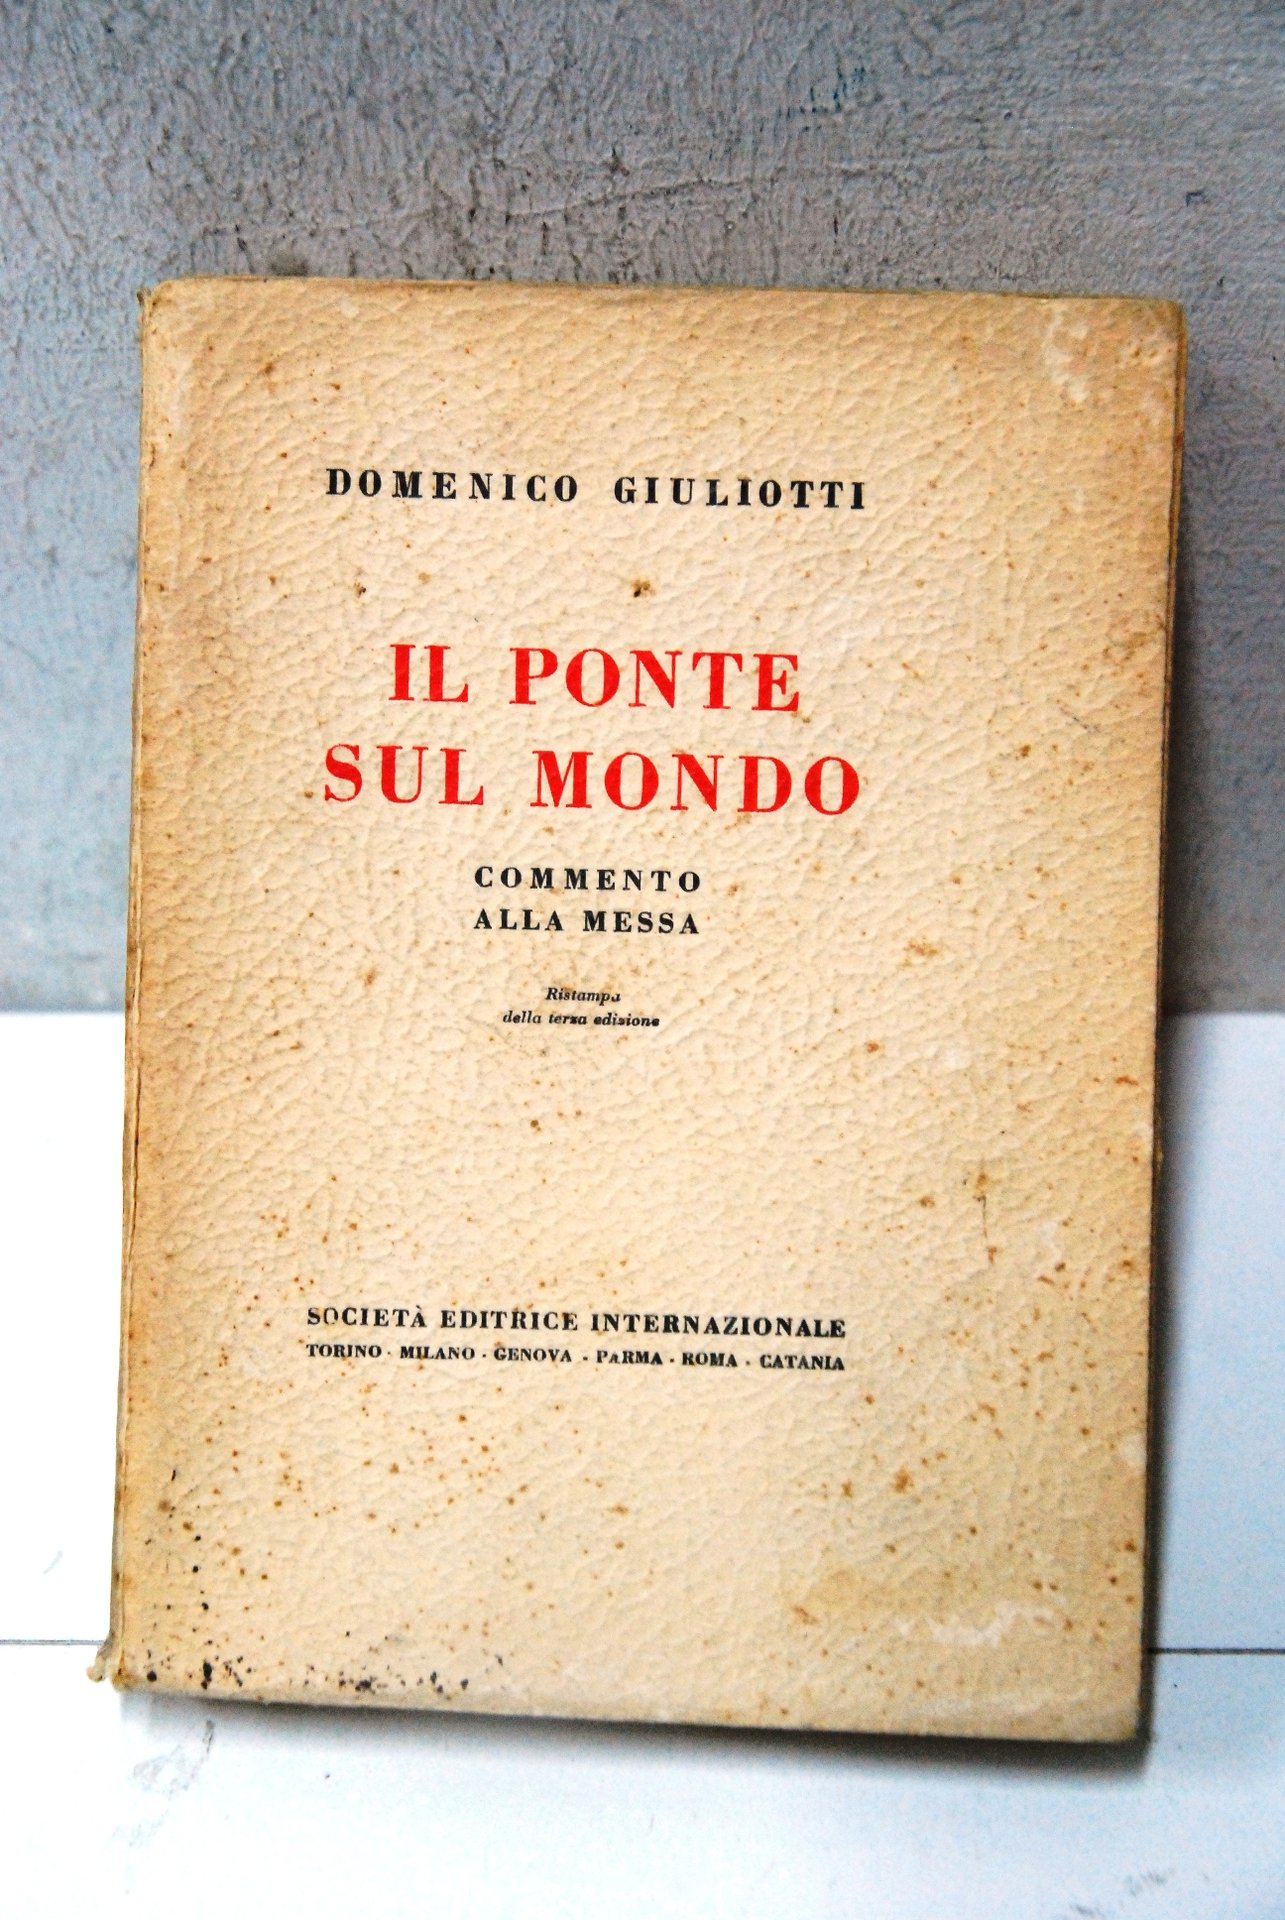 DOMENICO GIULIOTTI
IL PONTE
SUL MONDO
COMMENTO
ALLA MESSA
Ristampa
della terza edizione
SOCIETÀ EDITRICE INTERNAZIONALE
TORINO · MILANO · GENOVA · PARMA · ROMA · CATANIA